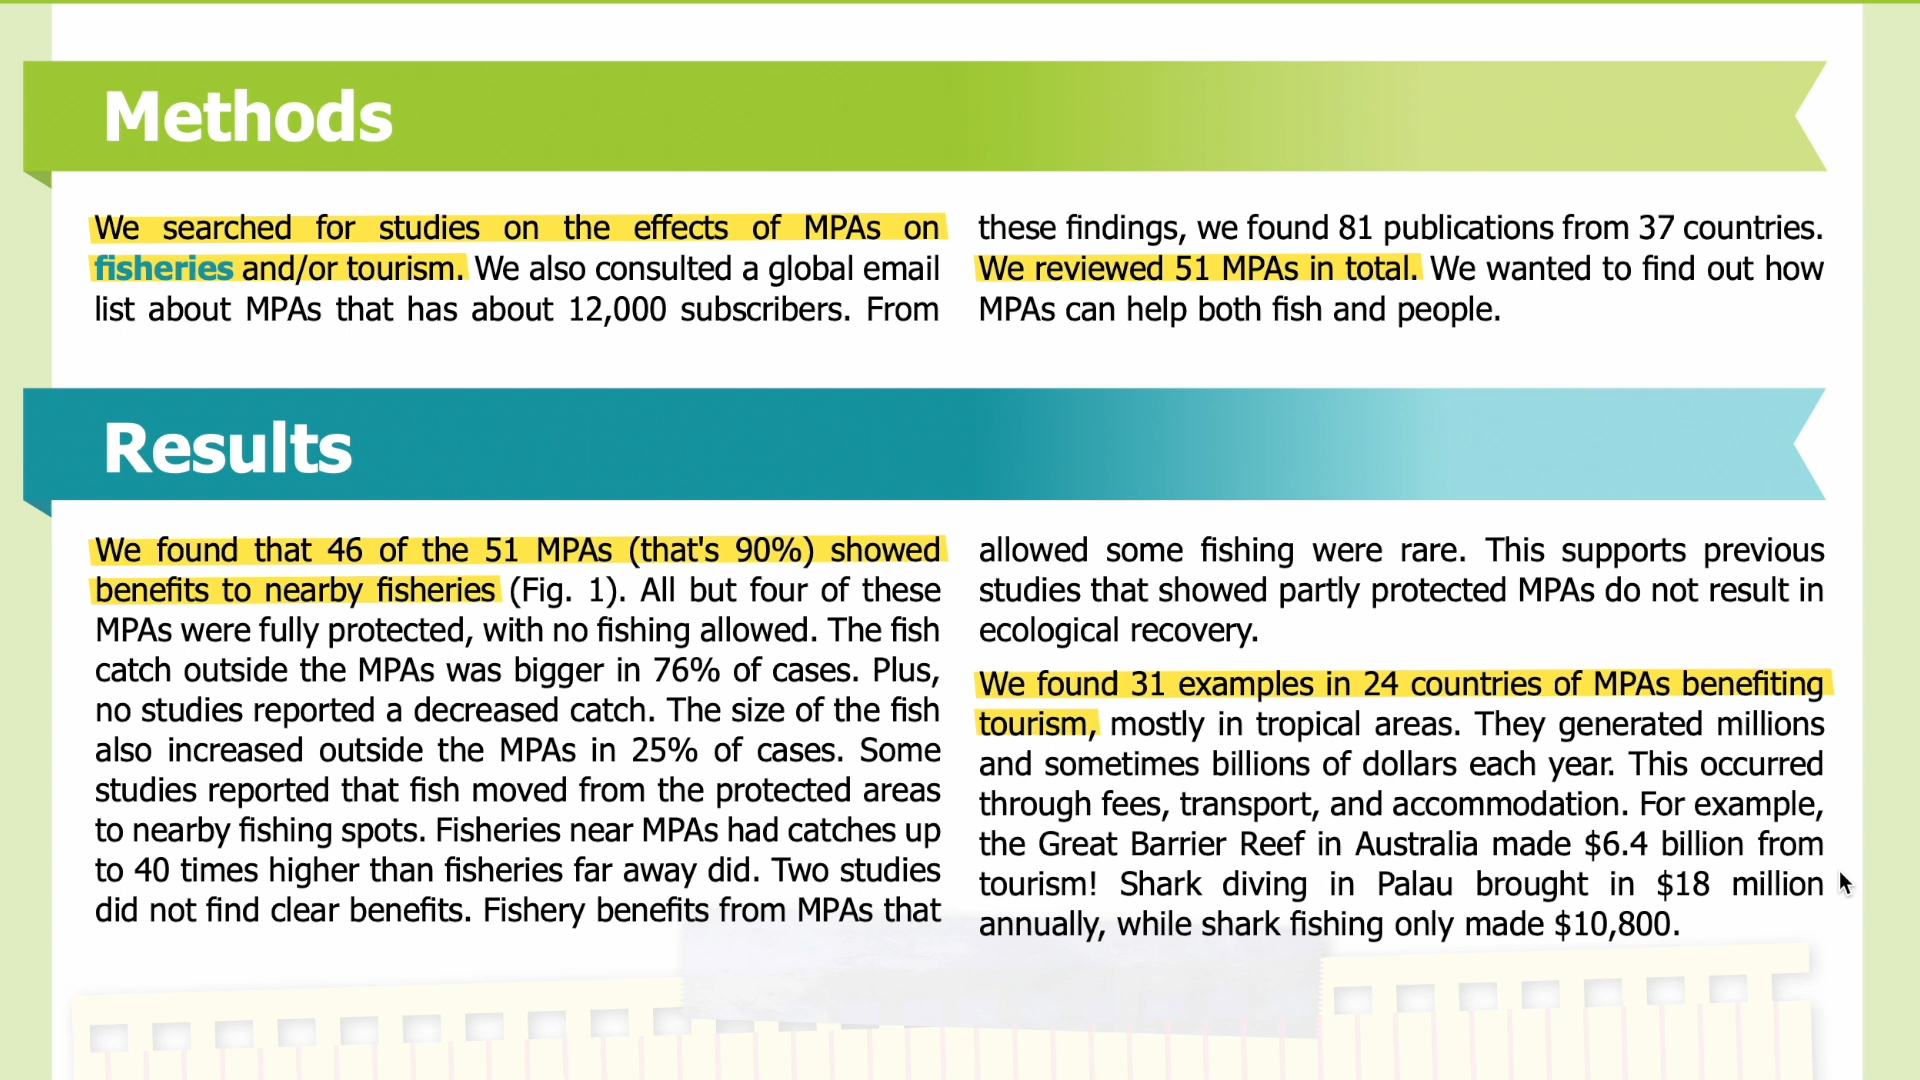 Methods
We searched for studies on the effects of MPAs on
fisheries and/or tourism. We also consulted a global email
list about MPAs that has about 12,000 subscribers. From
these findings, we found 81 publications from 37 countries.
We reviewed 51 MPAs in total. We wanted to find out how
MPAs can help both fish and people.
Results
We found that 46 of the 51 MPAs (that's 90%) showed
benefits to nearby fisheries (Fig. 1). All but four of these
MPAs were fully protected, with no fishing allowed. The fish
catch outside the MPAs was bigger in 76% of cases. Plus,
no studies reported a decreased catch. The size of the fish
also increased outside the MPAs in 25% of cases. Some
studies reported that fish moved from the protected areas
to nearby fishing spots. Fisheries near MPAs had catches up
to 40 times higher than fisheries far away did. Two studies
did not find clear benefits. Fishery benefits from MPAs that
allowed some fishing were rare. This supports previous
studies that showed partly protected MPAs do not result in
ecological recovery.
We found 31 examples in 24 countries of MPAs benefiting
tourism, mostly in tropical areas. They generated millions
and sometimes billions of dollars each year. This occurred
through fees, transport, and accommodation. For example,
the Great Barrier Reef in Australia made $6.4 billion from
tourism! Shark diving in Palau brought in $18 million
annually, while shark fishing only made $10,800.